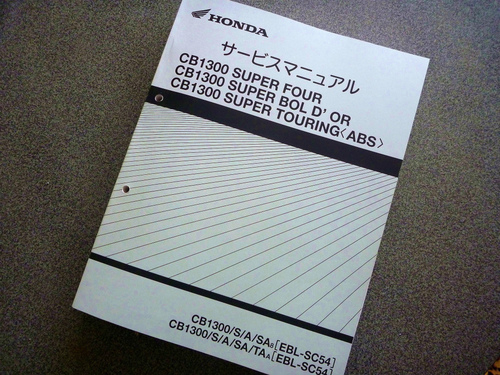 HONDA
サービスマニュアル
CB1300 SUPER FOUR
CB1300 SUPER BOL D'OR
CB1300 SUPER TOURING〈ABS〉
CB1300/S/A/SA8[EBL-SC54]
CB1300/S/A/SA/TAA[EBL-SC54]